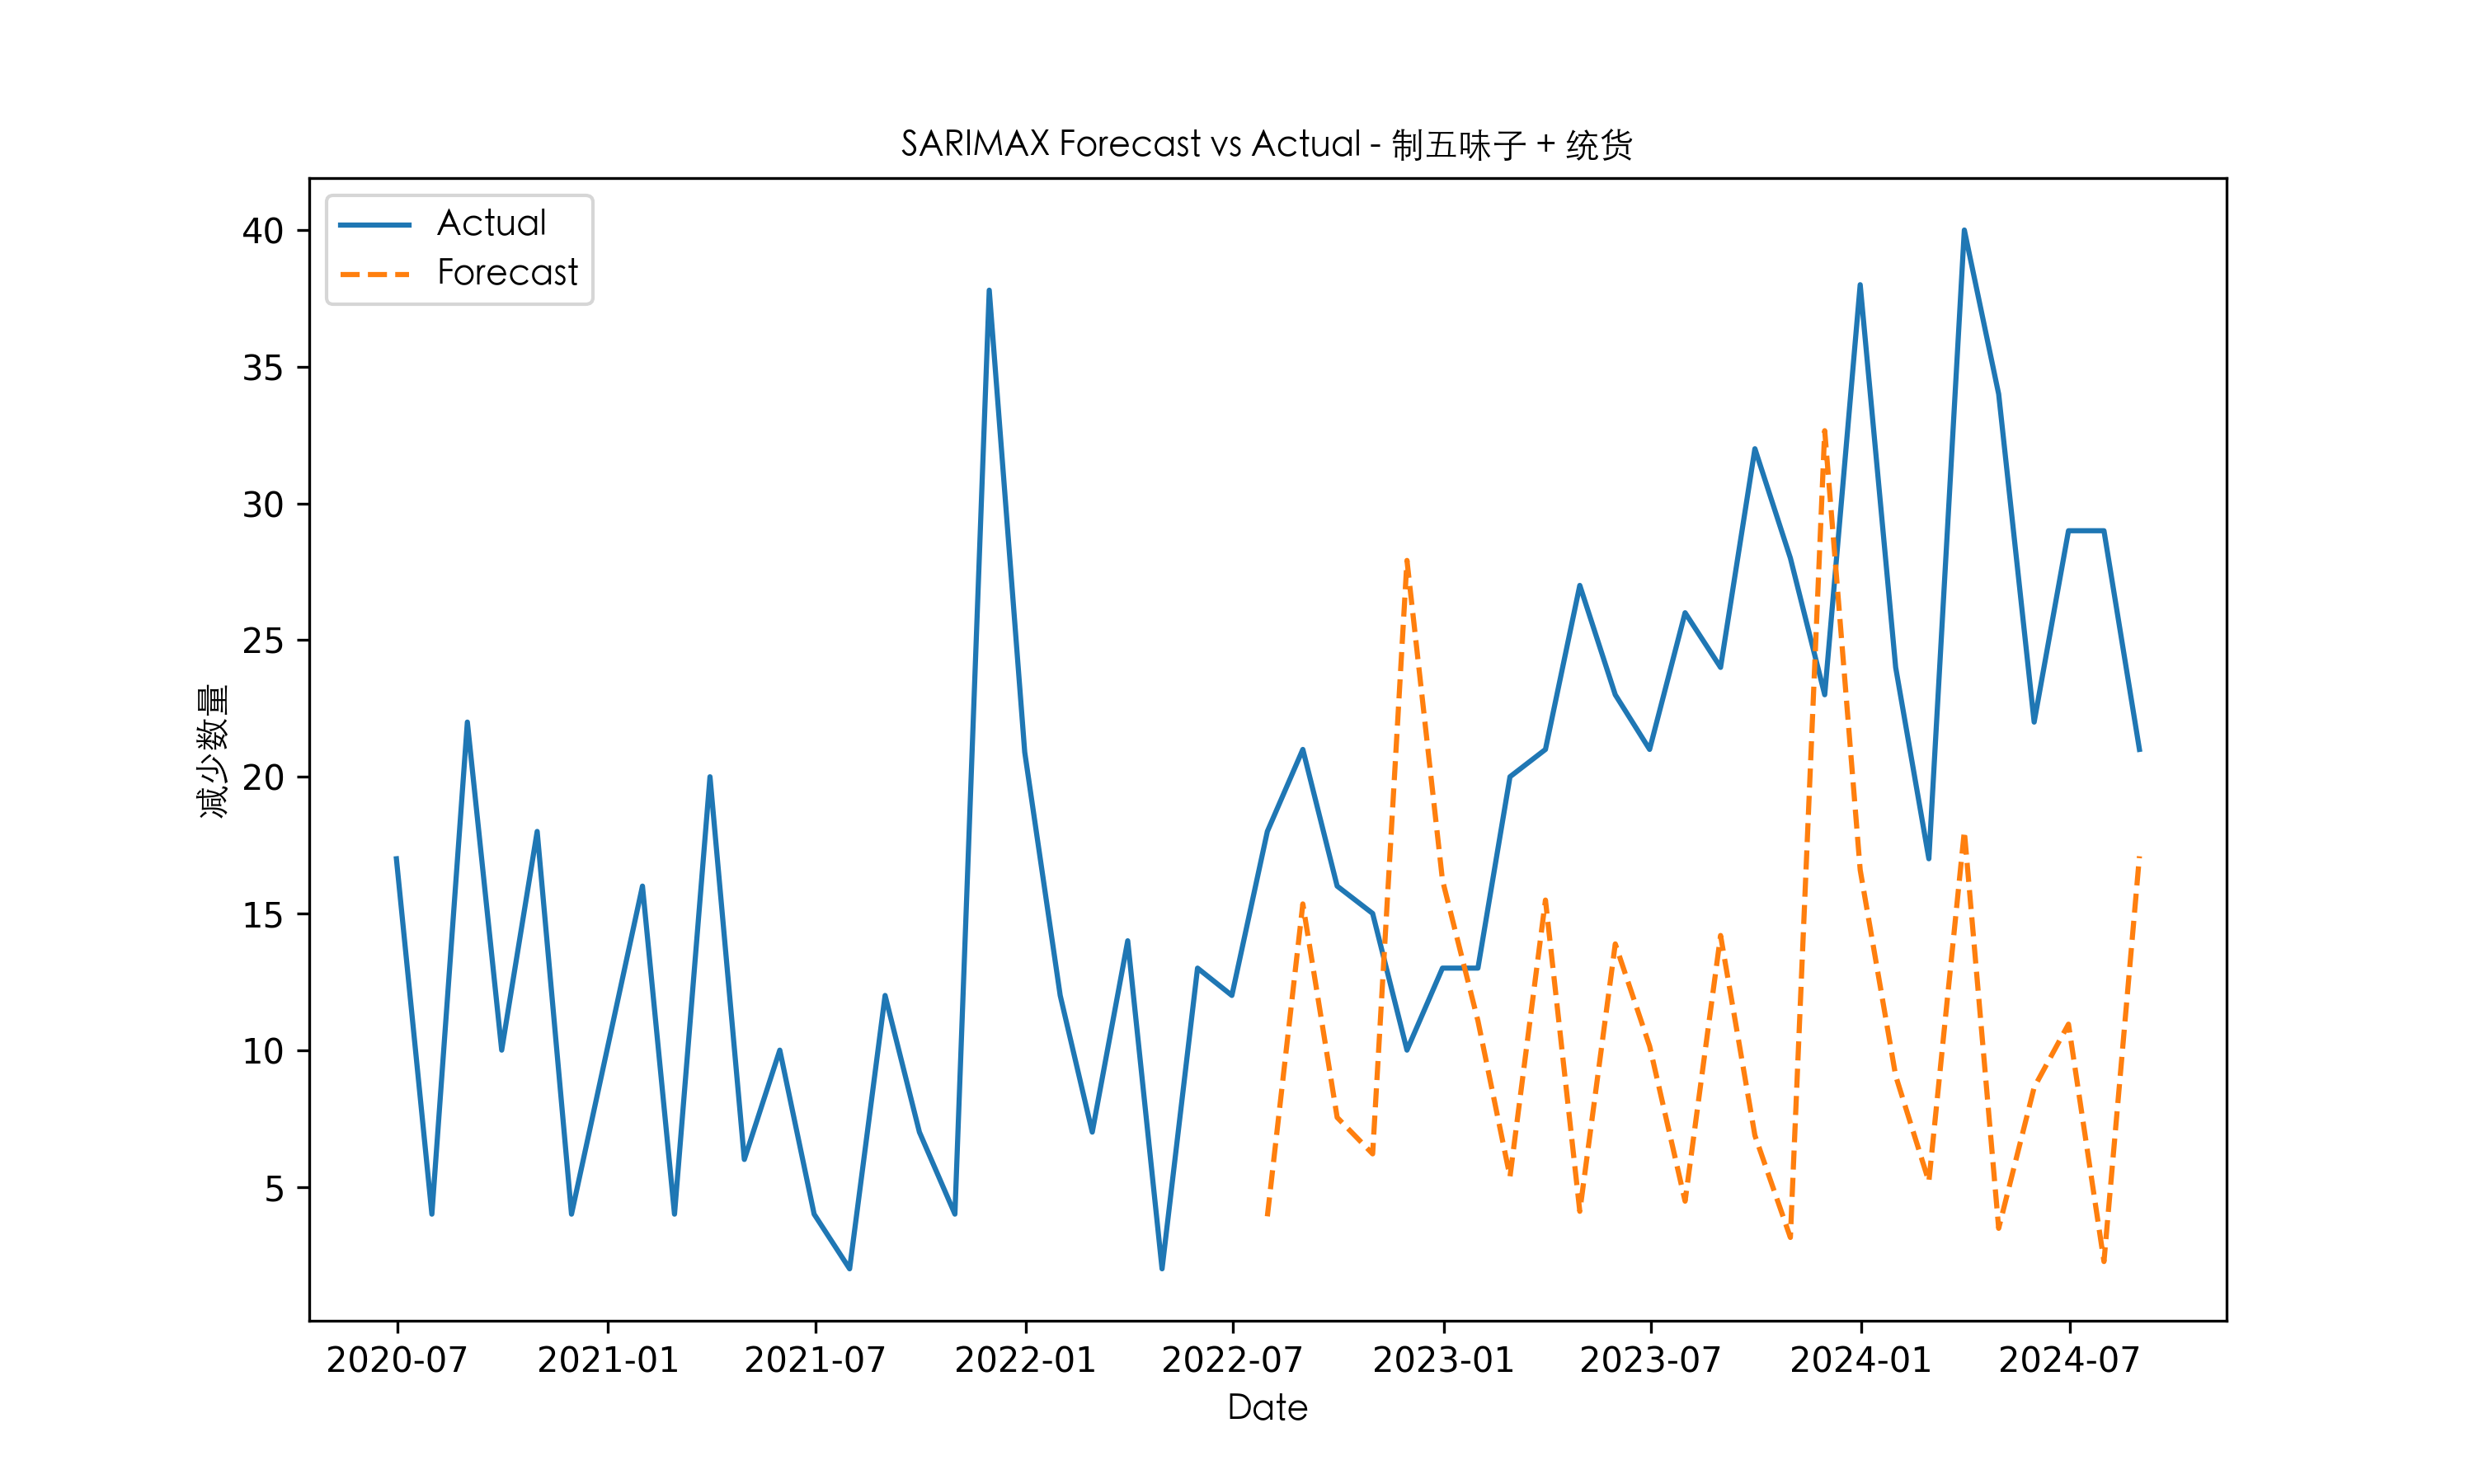 SARIMAX Forecast vs Actual - 制五味子 + 统货
Actual
Forecast
40
35
30
25
20
15
10
5
减少数量
2020-07 2021-01 2021-07 2022-01 2022-07 2023-01 2023-07 2024-01 2024-07
Date